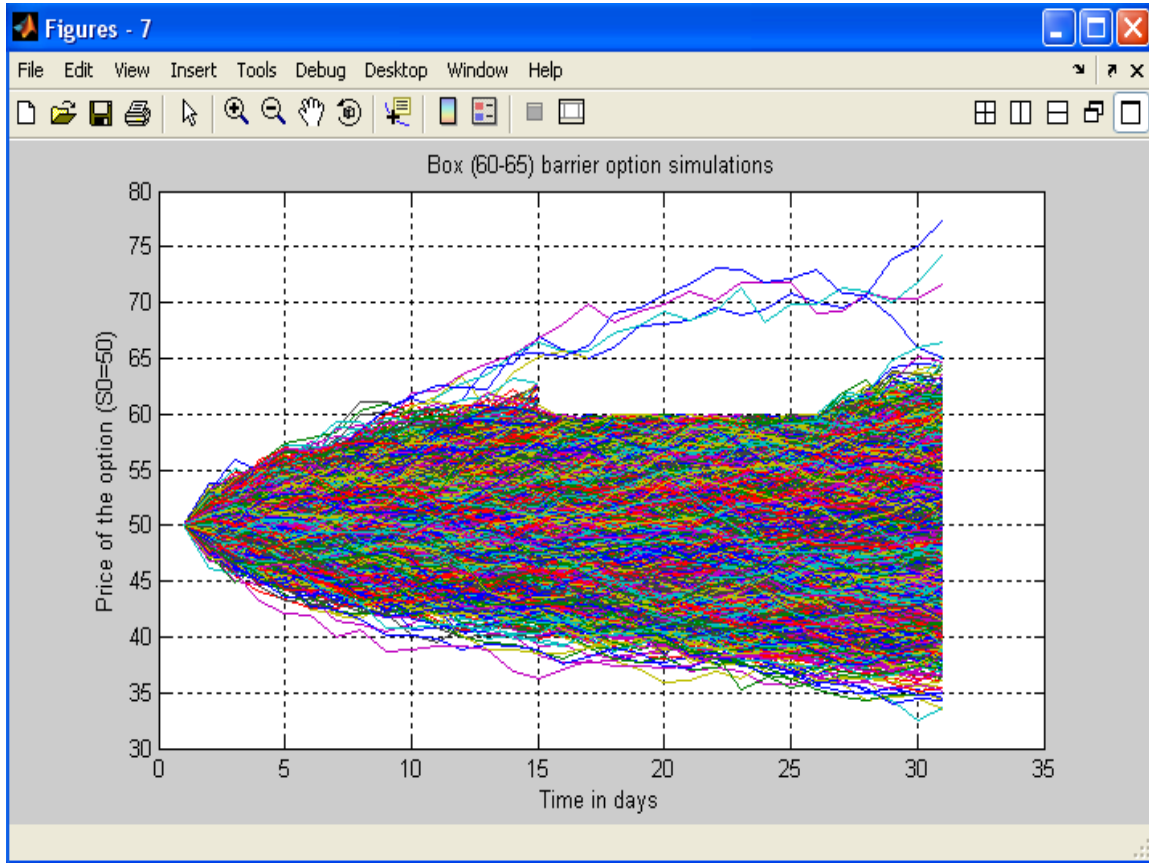 Figures - 7
File Edit View Insert Tools Debug Desktop Window Help
Box (60-65) barrier option simulations
80
75
70
65
60
55
50
45
40
35
30
Price of the option (S0=50)
0 5 10 15 20 25 30 35
Time in days